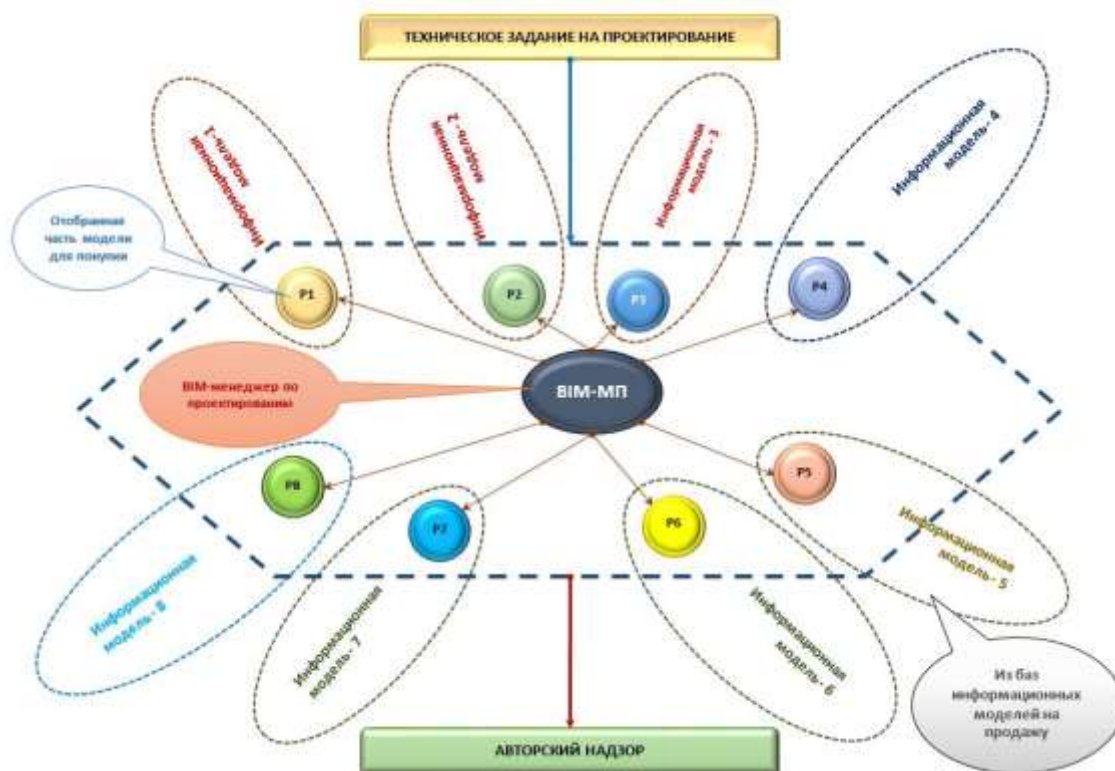 ТЕХНИЧЕСКОЕ ЗАДАНИЕ НА ПРОЕКТИРОВАНИЕ
Информационная
модель-1
Информационная
модель - 2
Информационная
модель - 3
Информационная
модель - 4
Отобранная
часть модели
для покупки
P1
P2
P3
P4
BIM-менеджер по
проектированию
BIM-МП
P8
P7
P6
P5
Информационная
модель - 8
Информационная
модель - 7
Информационная
модель - 6
Информационная
модель - 5
Из баз
информационных
моделей на
продажу
АВТОРСКИЙ НАДЗОР